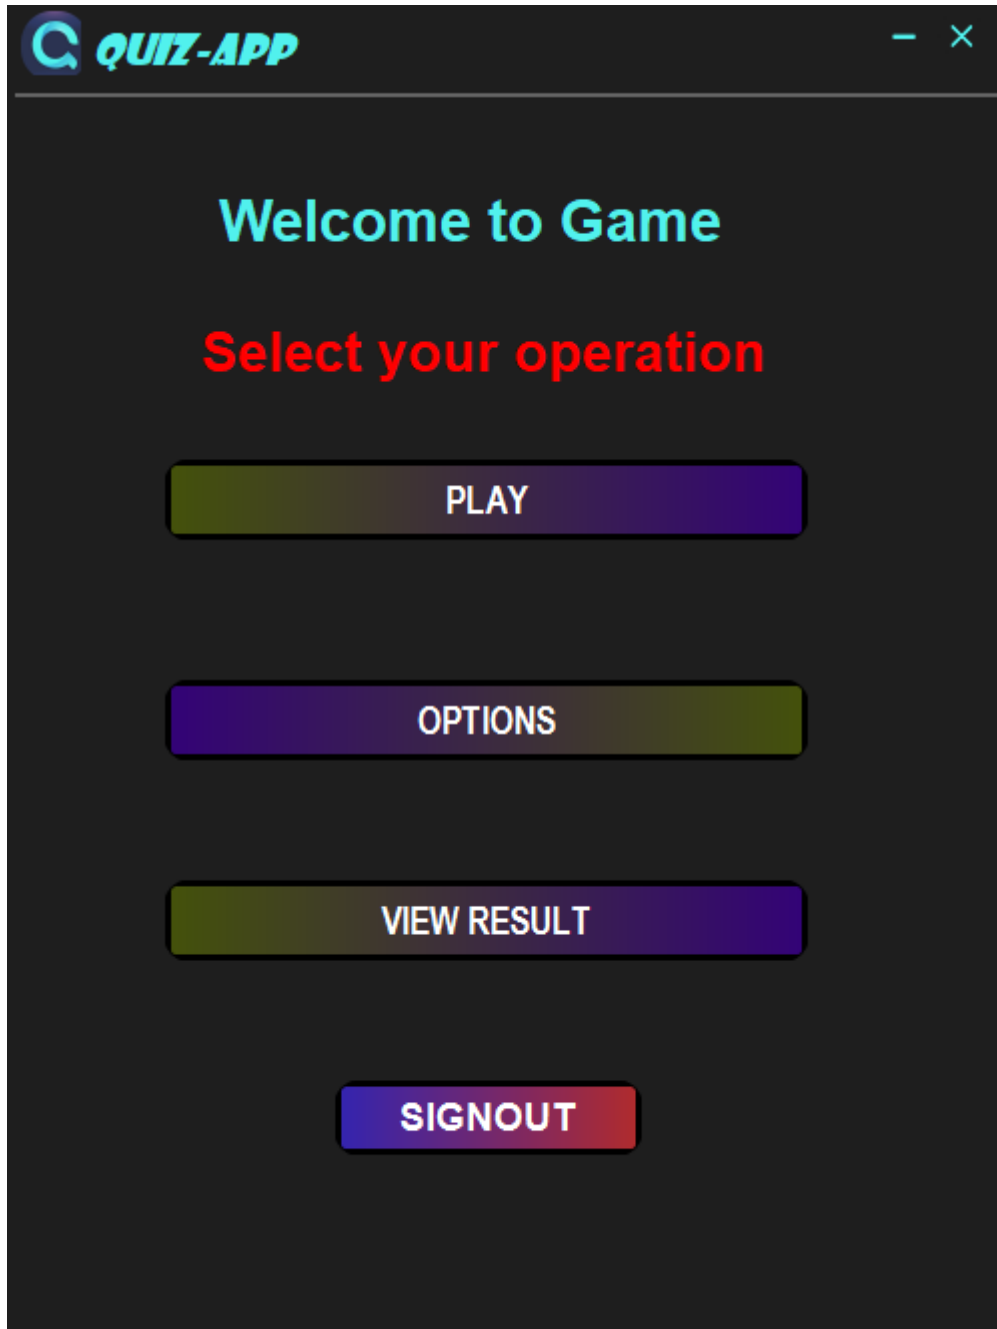 QUIZ-APP
Welcome to Game
Select your operation
PLAY
OPTIONS
VIEW RESULT
SIGNOUT